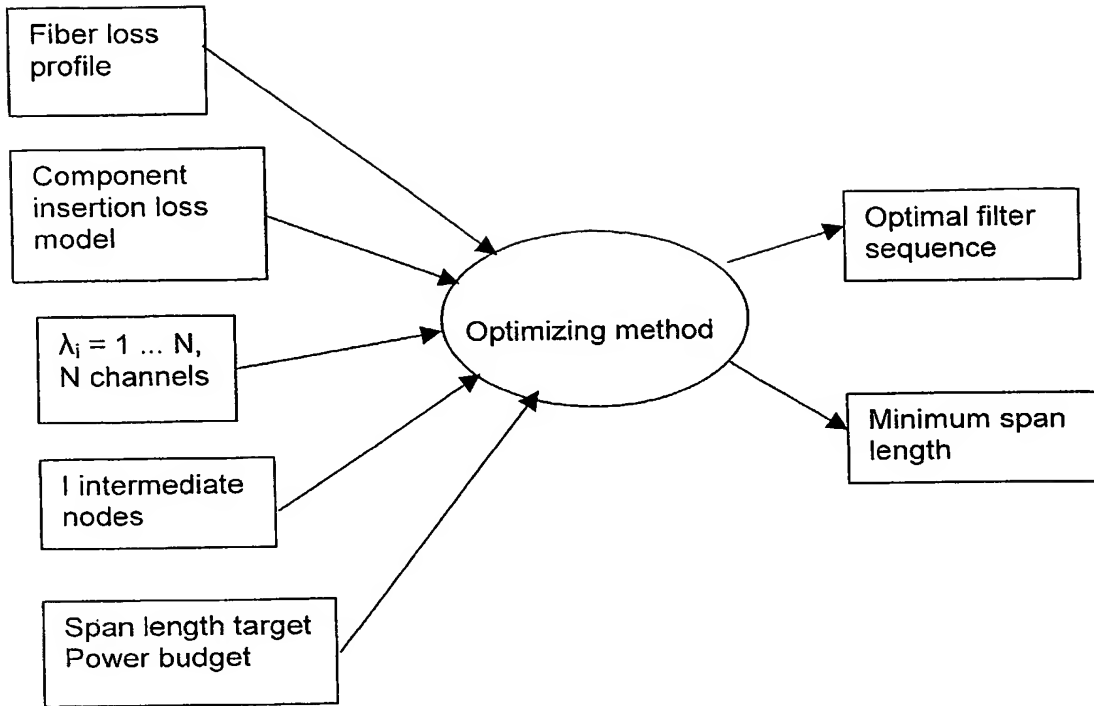 Fiber loss
profile
Component
insertion loss
model
λi = 1 ... N,
N channels
I intermediate
nodes
Span length target
Power budget
Optimizing method
Optimal filter
sequence
Minimum span
length